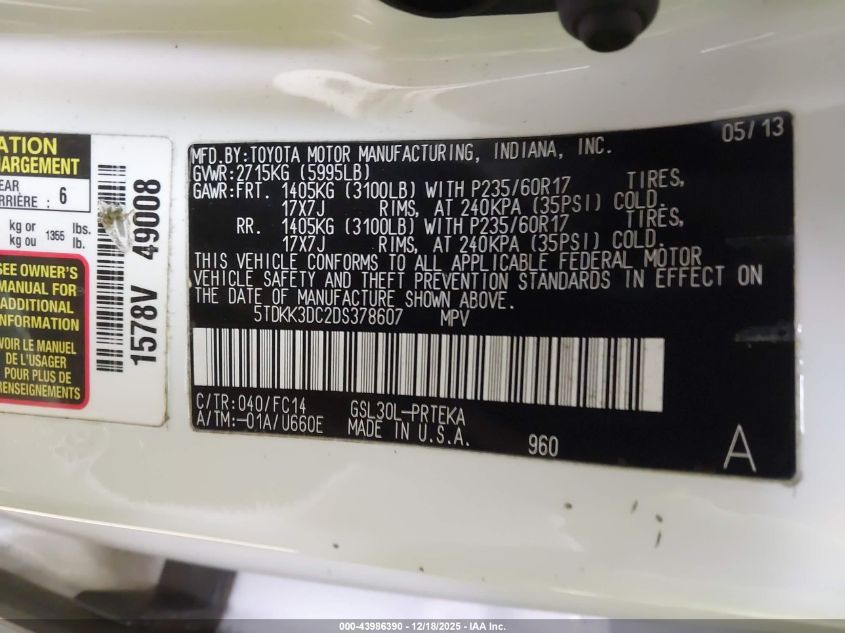 ATION
HARGEMENT
EAR
RRIÈRE : 6
kg or
kg ou 1355 lbs.
lb.
SEE OWNER'S
MANUAL FOR
ADDITIONAL
INFORMATION
VOIR LE MANUEL
DE L'USAGER
POUR PLUS DE
RENSEIGNEMENTS
1578V 49008
05/13
MFD.BY:TOYOTA MOTOR MANUFACTURING, INDIANA, INC.
GVWR:2715KG (5995LB)
GAWR:FRT. 1405KG (3100LB) WITH P235/60R17 TIRES,
17X7J RIMS, AT 240KPA (35PSI) COLD.
RR. 1405KG (3100LB) WITH P235/60R17 TIRES,
17X7J RIMS, AT 240KPA (35PSI) COLD.
THIS VEHICLE CONFORMS TO ALL APPLICABLE FEDERAL MOTOR
VEHICLE SAFETY AND THEFT PREVENTION STANDARDS IN EFFECT ON
THE DATE OF MANUFACTURE SHOWN ABOVE.
5TDKK3DC2DS378607 MPV
C/TR:040/FC14 GSL30L-PRTEKA
A/TM:-01A/U660E MADE IN U.S.A.
960
A
000-43986390 - 12/18/2025 - IAA Inc.